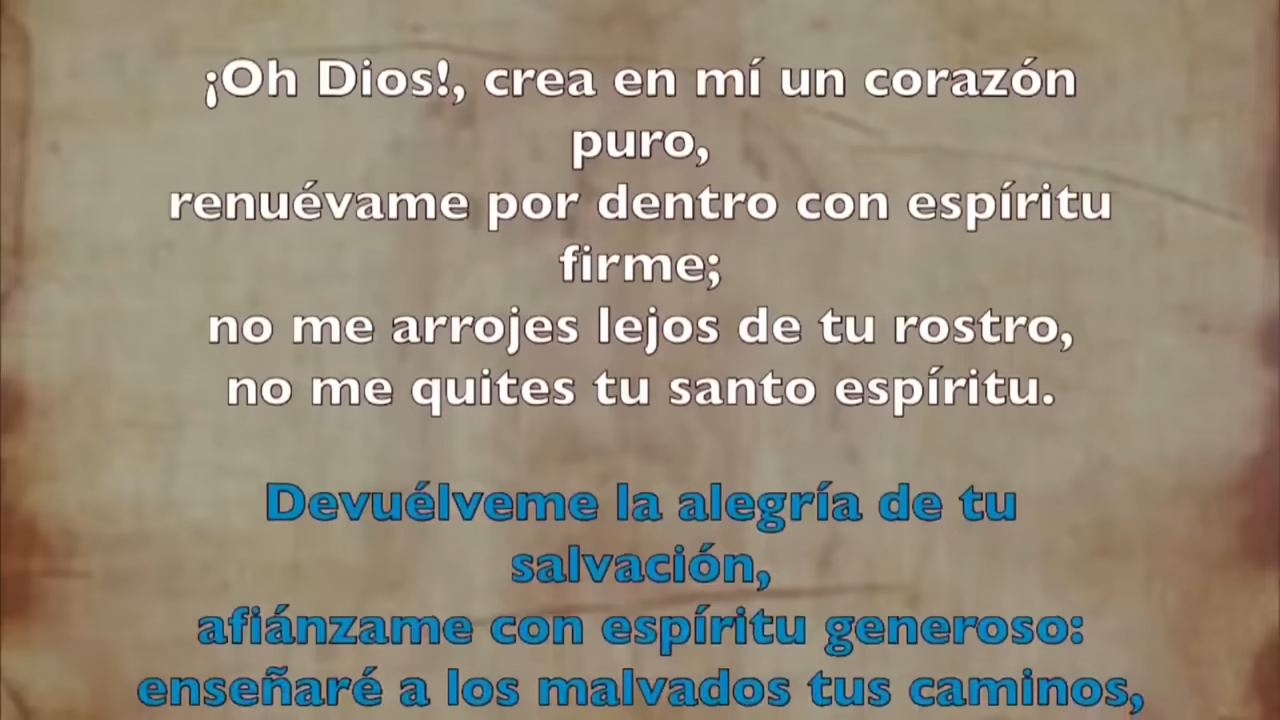 ¡Oh Dios!, crea en mí un corazón
puro,
renuévame por dentro con espíritu
firme;
no me arrojes lejos de tu rostro,
no me quites tu santo espíritu.
Devuélveme la alegría de tu
salvación,
afiánzame con espíritu generoso:
enseñaré a los malvados tus caminos,